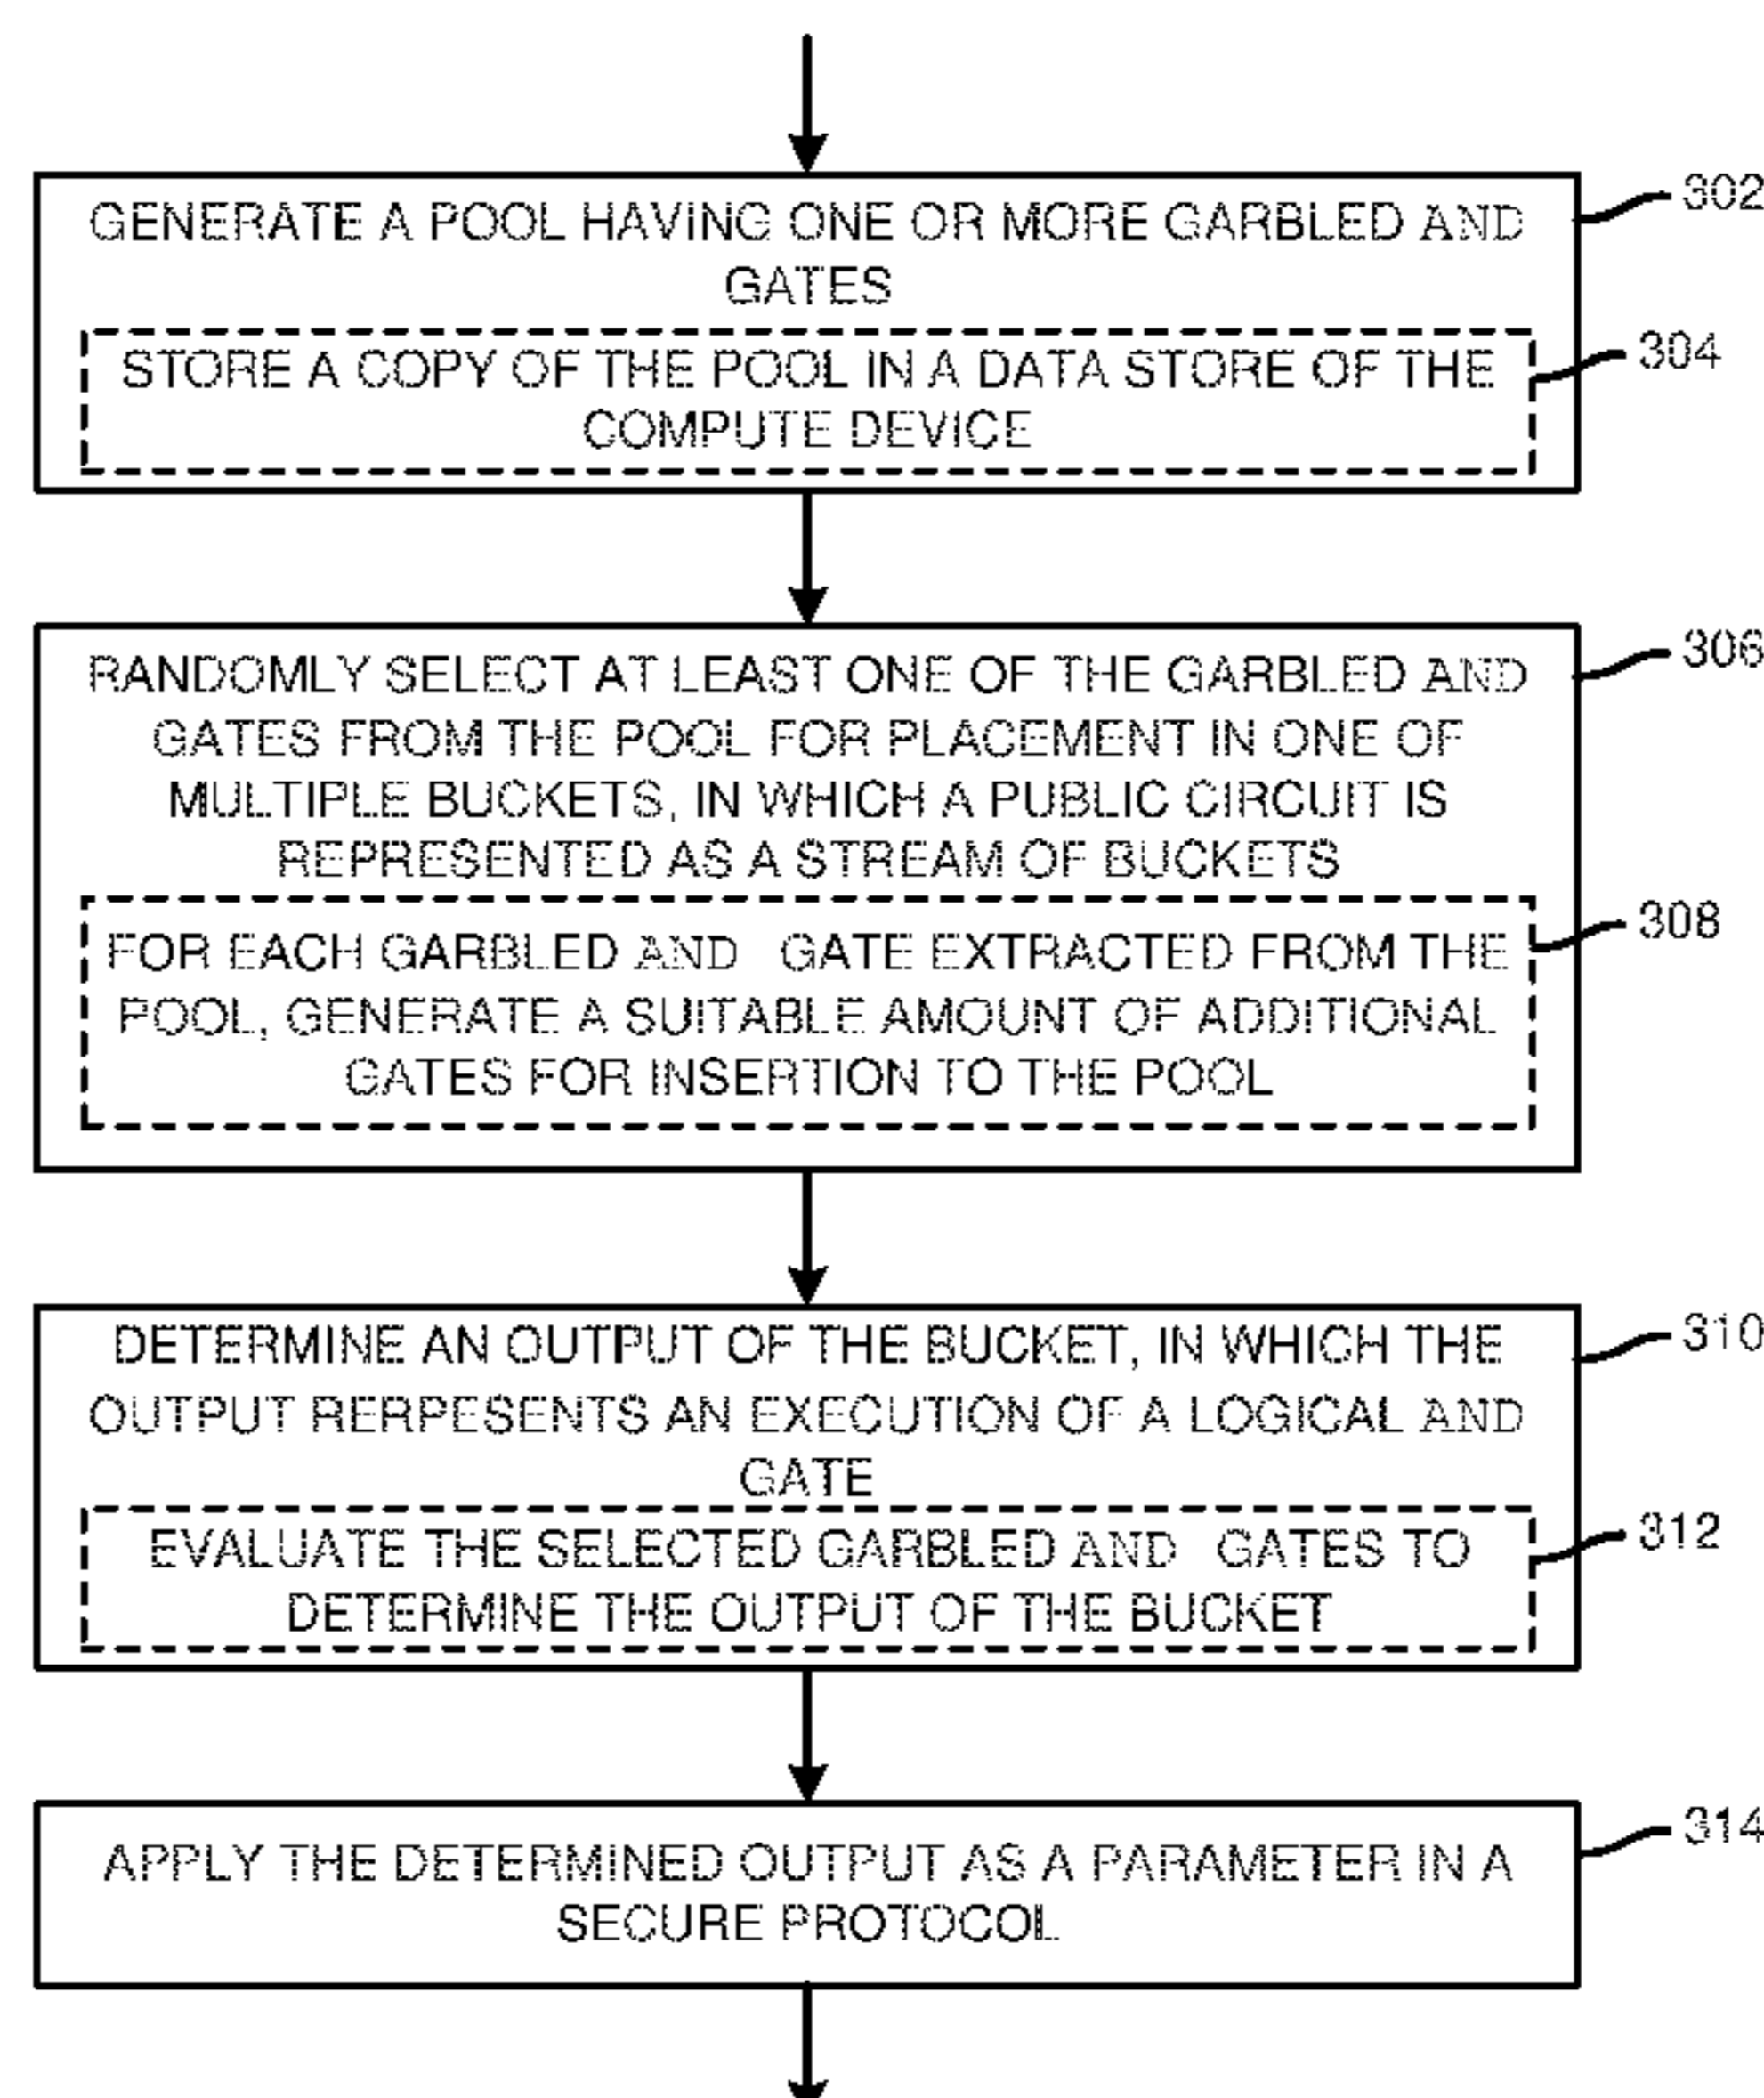 GENERATE A POOL HAVING ONE OR MORE GARBLED AND
GATES
302
STORE A COPY OF THE POOL IN A DATA STORE OF THE
COMPUTE DEVICE
304
RANDOMLY SELECT AT LEAST ONE OF THE GARBLED AND
GATES FROM THE POOL FOR PLACEMENT IN ONE OF
MULTIPLE BUCKETS, IN WHICH A PUBLIC CIRCUIT IS
REPRESENTED AS A STREAM OF BUCKETS
306
FOR EACH GARBLED AND GATE EXTRACTED FROM THE
POOL, GENERATE A SUITABLE AMOUNT OF ADDITIONAL
GATES FOR INSERTION TO THE POOL
308
DETERMINE AN OUTPUT OF THE BUCKET, IN WHICH THE
OUTPUT RERPESENTS AN EXECUTION OF A LOGICAL AND
GATE
310
EVALUATE THE SELECTED GARBLED AND GATES TO
DETERMINE THE OUTPUT OF THE BUCKET
312
APPLY THE DETERMINED OUTPUT AS A PARAMETER IN A
SECURE PROTOCOL
314